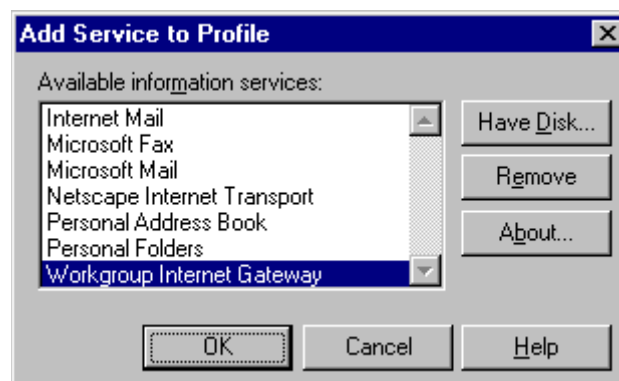 Add Service to Profile
Available information services:
Internet Mail
Microsoft Fax
Microsoft Mail
Netscape Internet Transport
Personal Address Book
Personal Folders
Workgroup Internet Gateway
Have Disk...
Remove
About...
OK
Cancel
Help